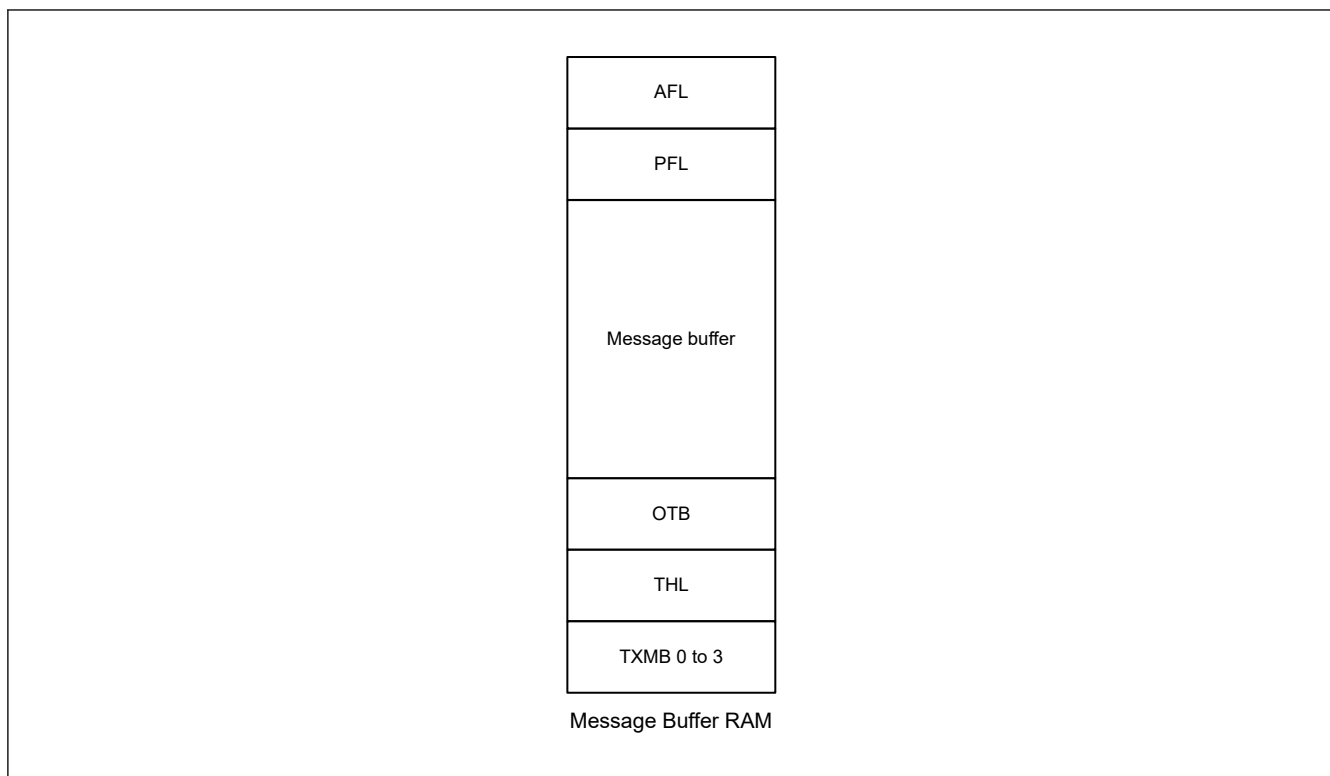 AFL
PFL
Message buffer
OTB
THL
TXMB 0 to 3
Message Buffer RAM